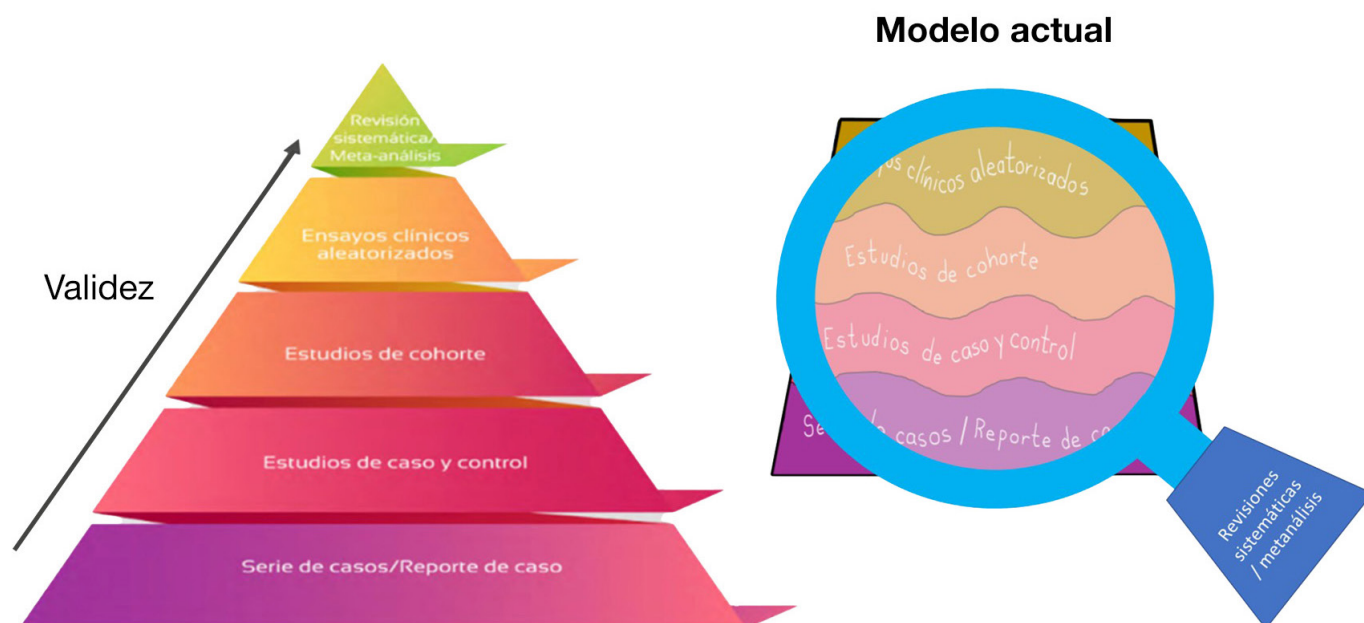 Modelo actual
Validez
Revisión
sistemática/
Meta-análisis
Ensayos clínicos
aleatorizados
Estudios de cohorte
Estudios de caso y control
Serie de casos/Reporte de caso
clínicos aleatorizados
Estudios de cohorte
Estudios de caso y control
casos / Reporte de
Revisiones
sistemáticas
/ metanálisis